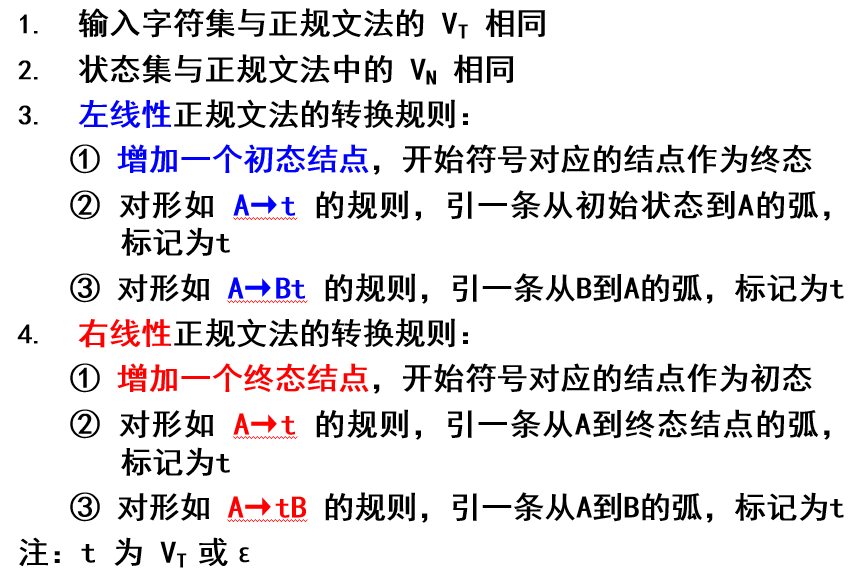 1. 输入字符集与正规文法的 VT 相同
2. 状态集与正规文法中的 VN 相同
3. 左线性正规文法的转换规则：
① 增加一个初态结点，开始符号对应的结点作为终态
② 对形如 A→t 的规则，引一条从初始状态到A的弧，
标记为t
③ 对形如 A→Bt 的规则，引一条从B到A的弧，标记为t
4. 右线性正规文法的转换规则：
① 增加一个终态结点，开始符号对应的结点作为初态
② 对形如 A→t 的规则，引一条从A到终态结点的弧，
标记为t
③ 对形如 A→tB 的规则，引一条从A到B的弧，标记为t
注：t 为 VT 或 ε